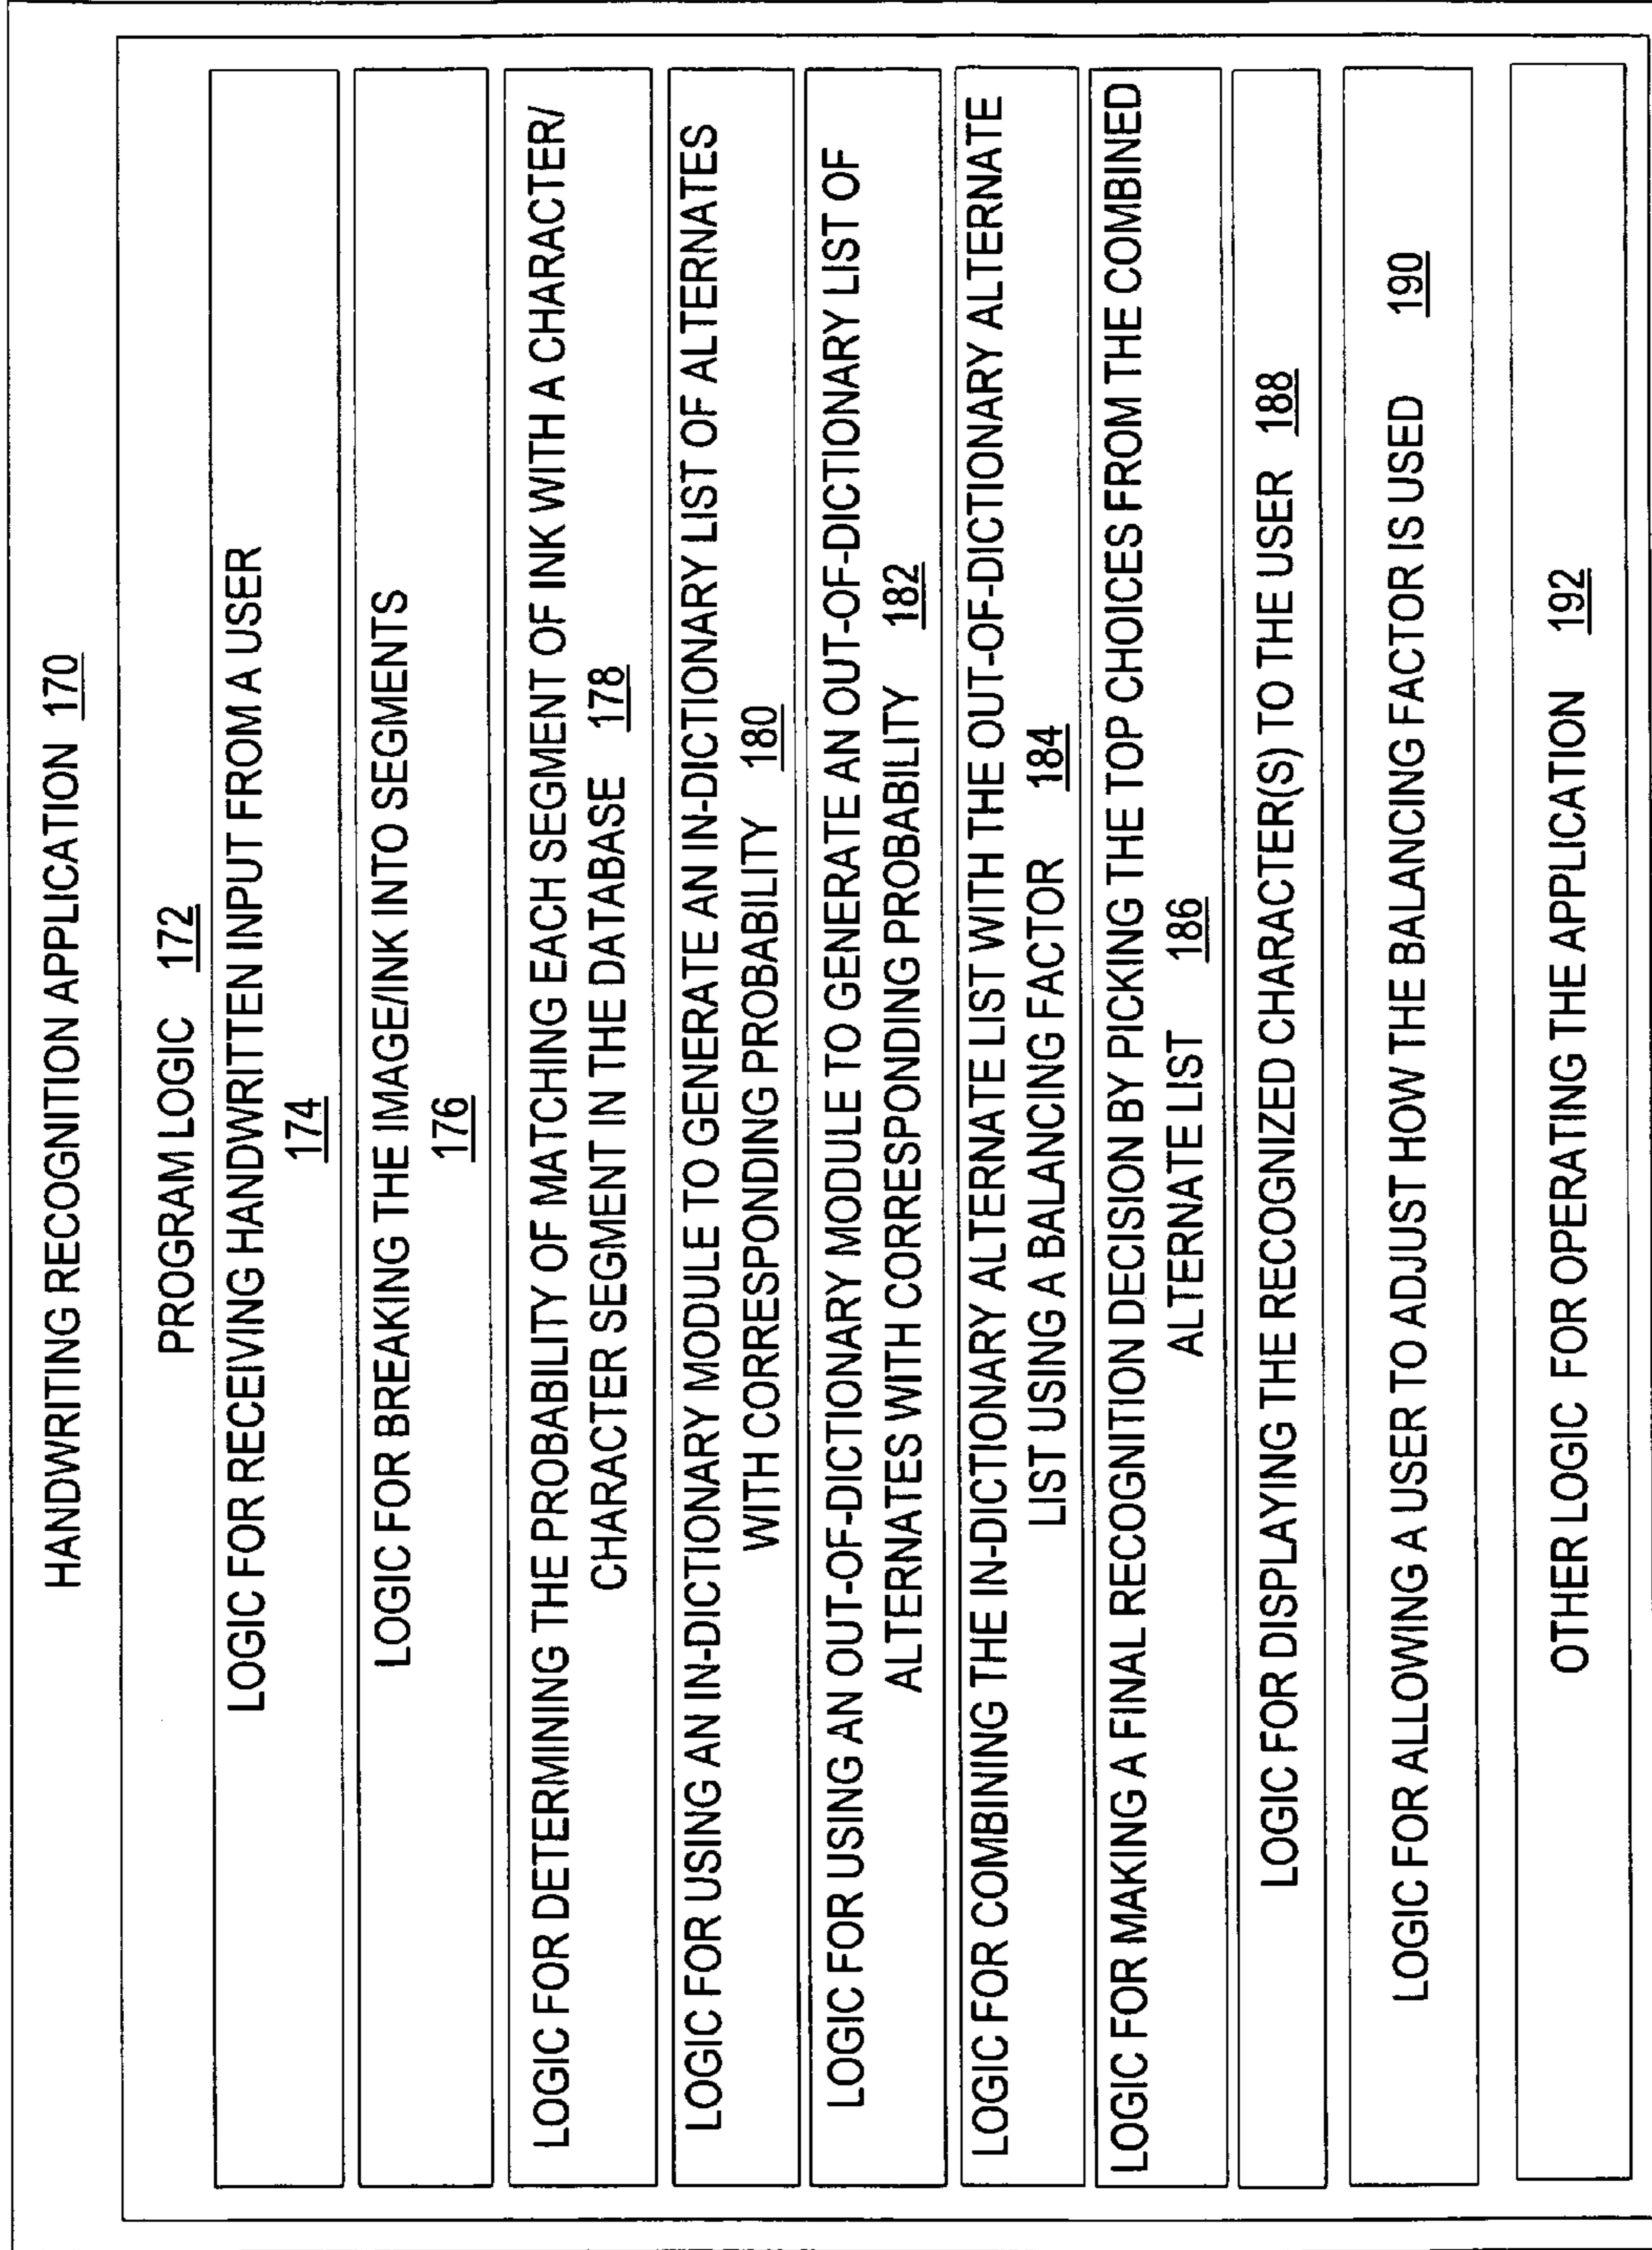 HANDWRITING RECOGNITION APPLICATION 170
PROGRAM LOGIC 172
LOGIC FOR RECEIVING HANDWRITTEN INPUT FROM A USER
174
LOGIC FOR BREAKING THE IMAGE/INK INTO SEGMENTS
176
LOGIC FOR DETERMINING THE PROBABILITY OF MATCHING EACH SEGMENT OF INK WITH A CHARACTER/
CHARACTER SEGMENT IN THE DATABASE 178
LOGIC FOR USING AN IN-DICTIONARY MODULE TO GENERATE AN IN-DICTIONARY LIST OF ALTERNATES
WITH CORRESPONDING PROBABILITY 180
LOGIC FOR USING AN OUT-OF-DICTIONARY MODULE TO GENERATE AN OUT-OF-DICTIONARY LIST OF
ALTERNATES WITH CORRESPONDING PROBABILITY 182
LOGIC FOR COMBINING THE IN-DICTIONARY ALTERNATE LIST WITH THE OUT-OF-DICTIONARY ALTERNATE
LIST USING A BALANCING FACTOR 184
LOGIC FOR MAKING A FINAL RECOGNITION DECISION BY PICKING THE TOP CHOICES FROM THE COMBINED
ALTERNATE LIST 186
LOGIC FOR DISPLAYING THE RECOGNIZED CHARACTER(S) TO THE USER 188
LOGIC FOR ALLOWING A USER TO ADJUST HOW THE BALANCING FACTOR IS USED 190
OTHER LOGIC FOR OPERATING THE APPLICATION 192